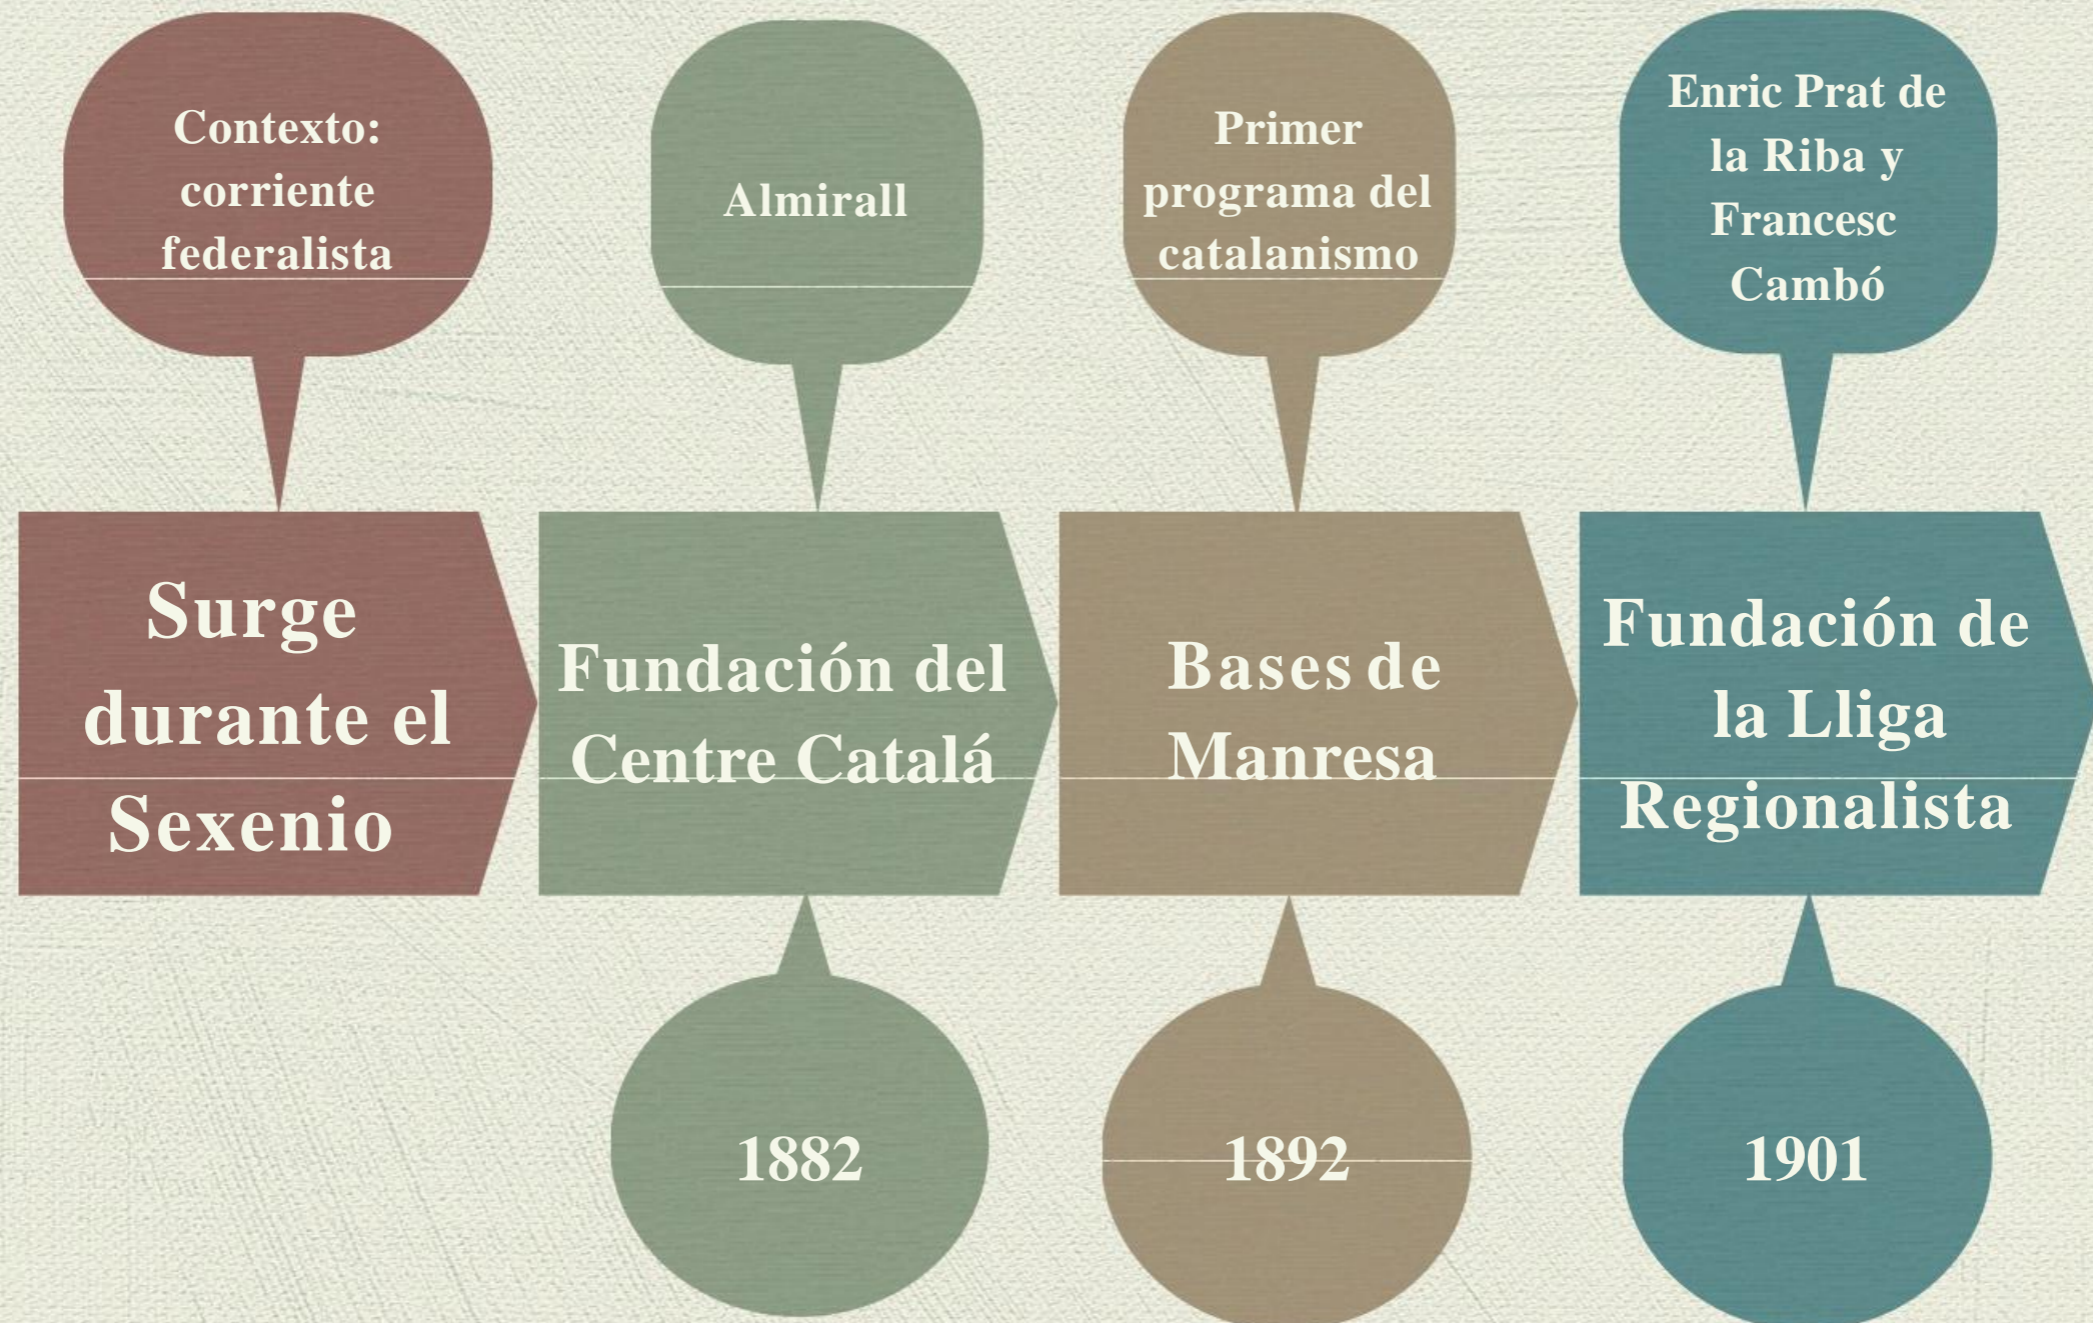 Contexto:
corriente
federalista
Almirall
Primer
programa del
catalanismo
Enric Prat de
la Riba y
Francesc
Cambó
Surge
durante el
Sexenio
Fundación del
Centre Catalá
Bases de
Manresa
Fundación de
la Lliga
Regionalista
1882
1892
1901